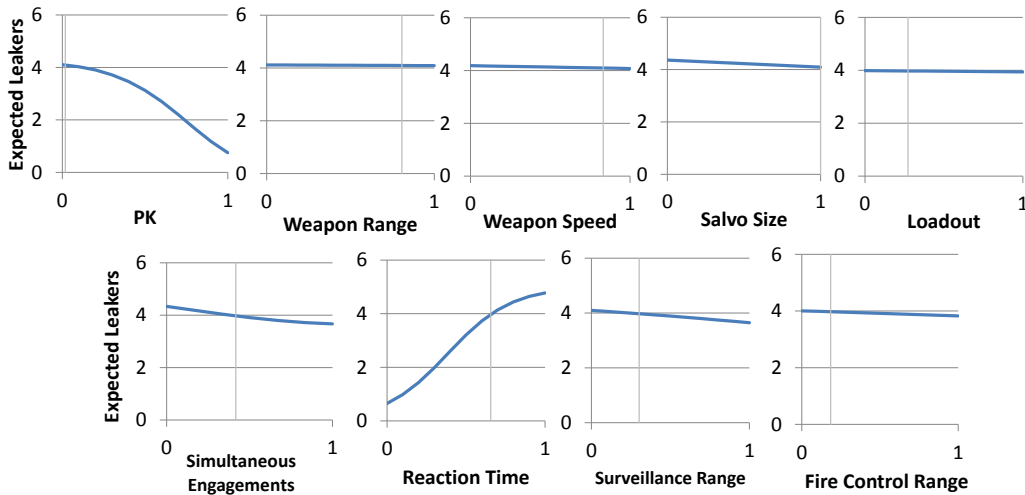 Expected Leakers
6 6 6 6 6
4 4 4 4 4
2 2 2 2 2
0 0 0 0 0
0 1 0 1 0 1 0 1 0 1
PK Weapon Range Weapon Speed Salvo Size Loadout
Expected Leakers
6 6 6 6
4 4 4 4
2 2 2 2
0 0 0 0
0 1 0 1 0 1 0 1
Simultaneous
Engagements
Reaction Time Surveillance Range Fire Control Range